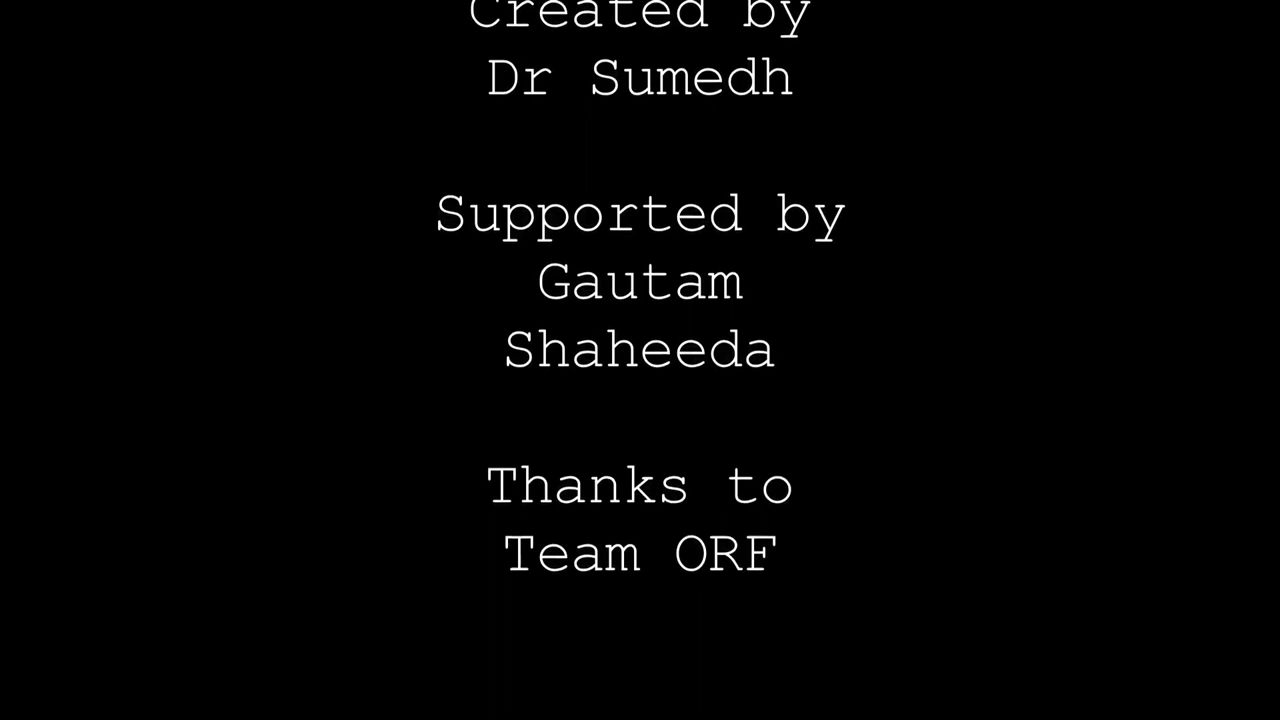 Created by
Dr Sumedh
Supported by
Gautam
Shaheeda
Thanks to
Team ORF